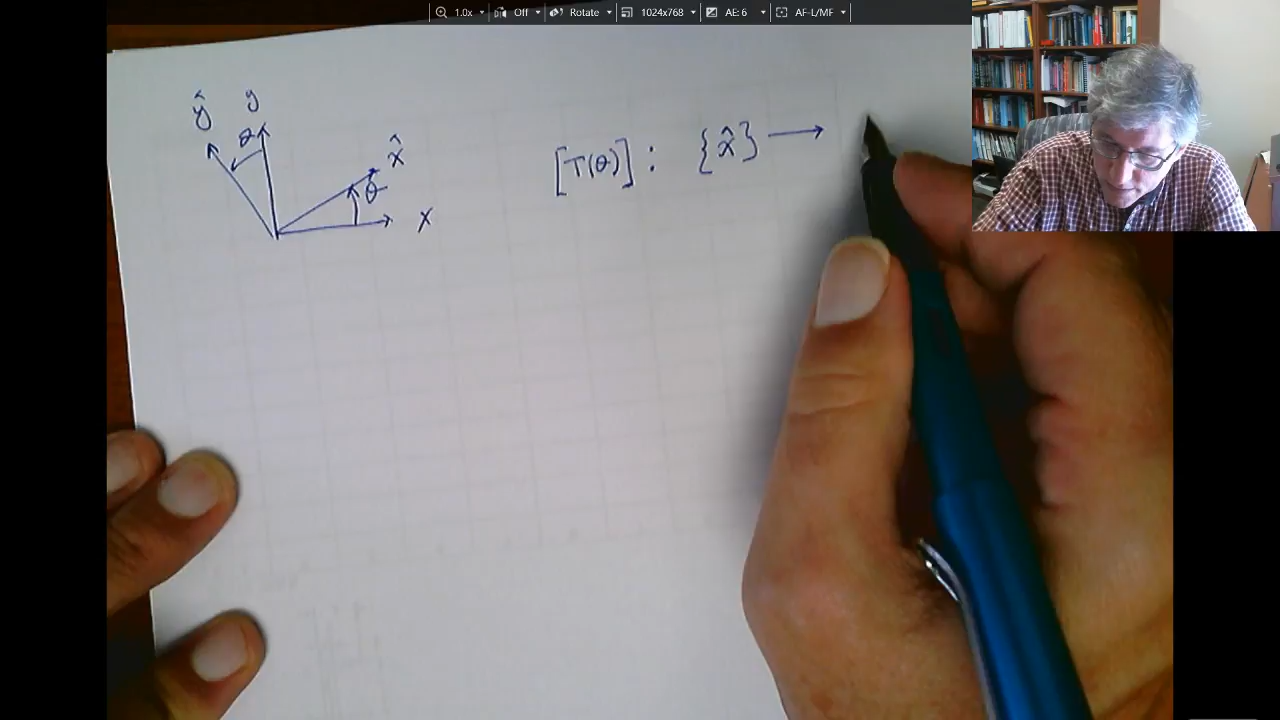 1.0x Off Rotate 1024x768 AE: 6 AF-L/MF
ŷ y
θ
x̂
θ
x
[T(θ)] : {x̂} →